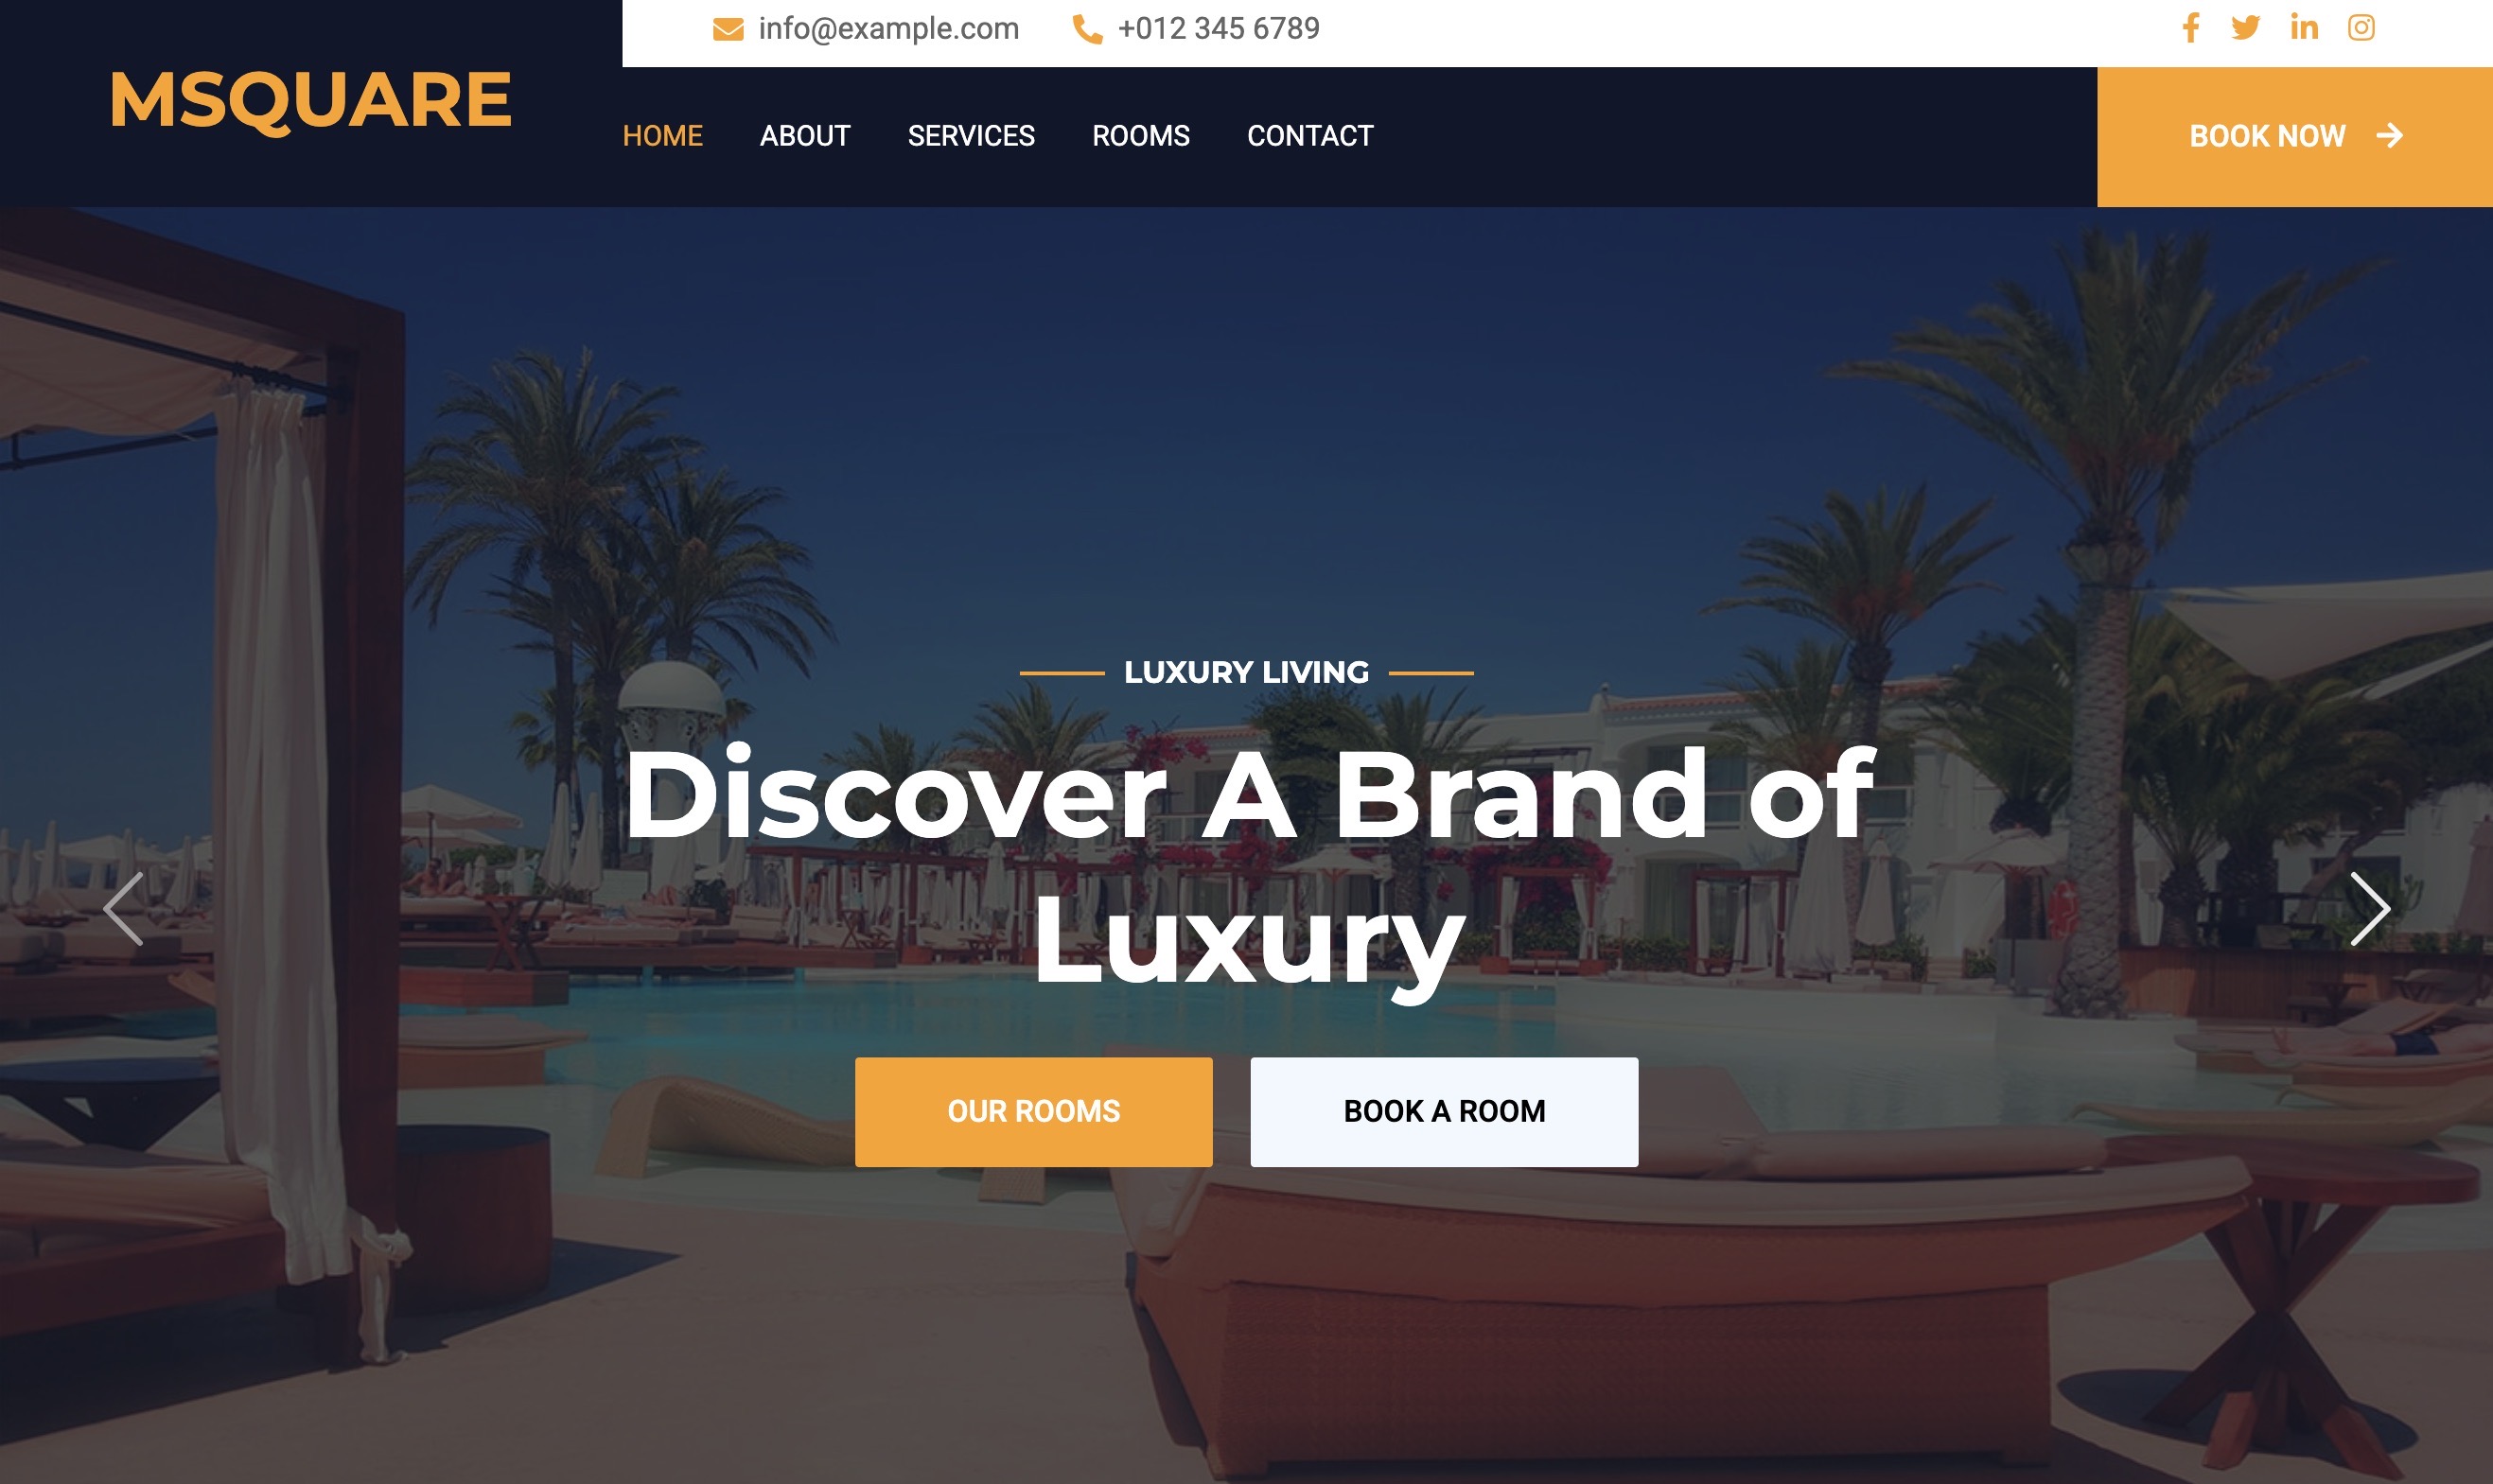 info@example.com +012 345 6789
MSQUARE
HOME ABOUT SERVICES ROOMS CONTACT BOOK NOW
LUXURY LIVING
Discover A Brand of
Luxury
OUR ROOMS BOOK A ROOM